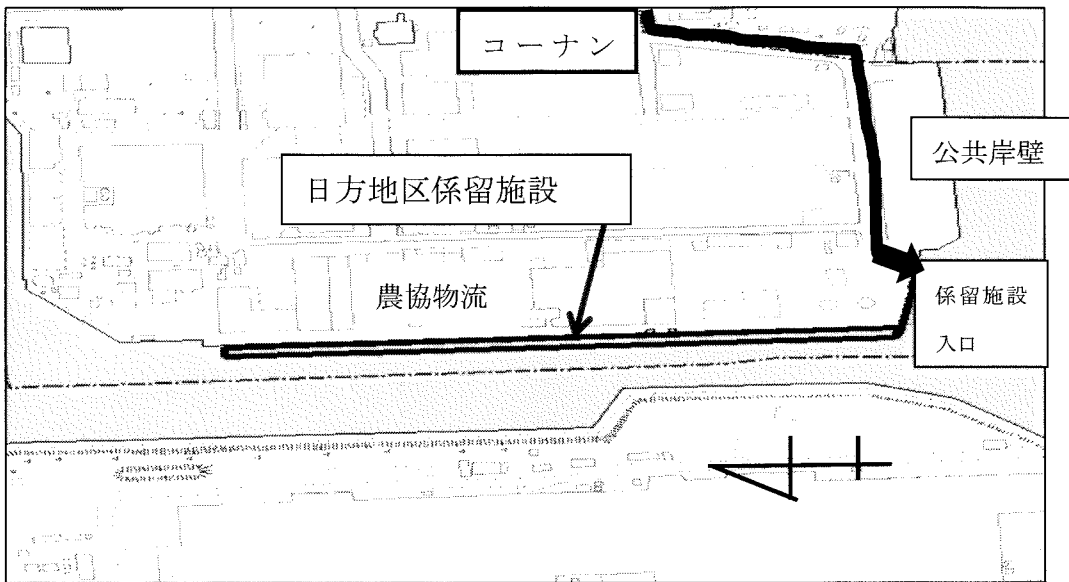 コーナン
公共岸壁
日方地区係留施設
農協物流
係留施設
入口